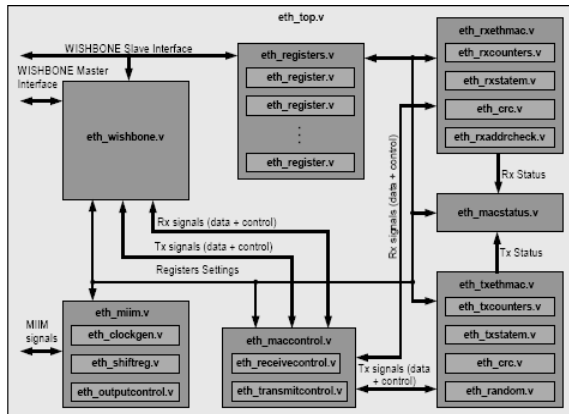 eth_top.v
WISHBONE Slave Interface
WISHBONE Master
Interface
eth_wishbone.v
eth_registers.v
eth_register.v
eth_register.v
eth_register.v
eth_rxethmac.v
eth_rxcounters.v
eth_rxstatem.v
eth_crc.v
eth_rxaddrcheck.v
Rx Status
Rx signals (data + control)
eth_macstatus.v
Rx signals (data + control)
Tx signals (data + control)
Registers Settings
Tx Status
MIIM
signals
eth_miim.v
eth_clockgen.v
eth_shiftreg.v
eth_outputcontrol.v
eth_maccontrol.v
eth_receivecontrol.v
eth_transmitcontrol.v
Tx signals (data
+ control)
eth_txethmac.v
eth_txcounters.v
eth_txstatem.v
eth_crc.v
eth_random.v